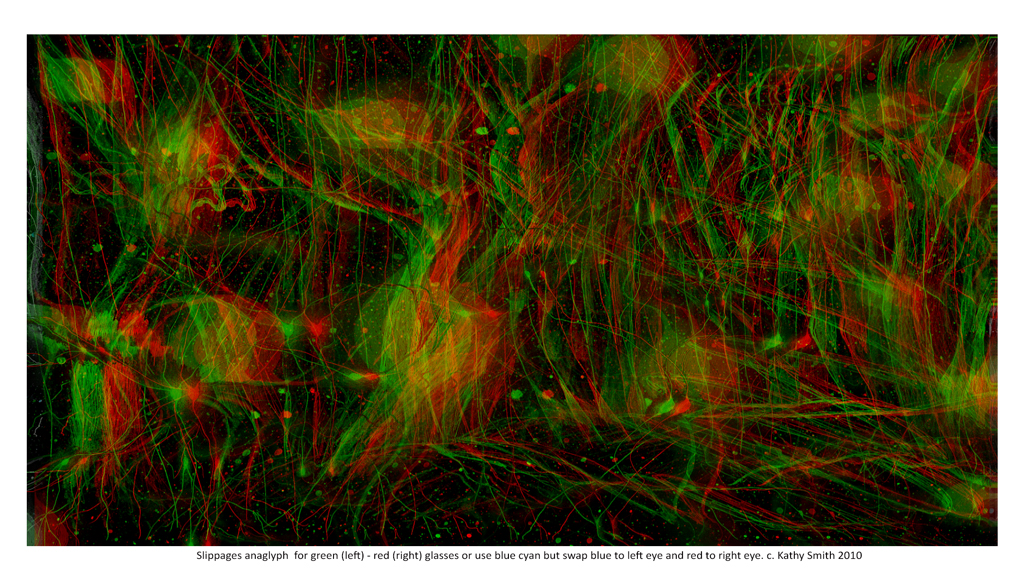 Slippages anaglyph  for green (left) - red (right) glasses or use blue cyan but swap blue to left eye and red to right eye. c. Kathy Smith 2010